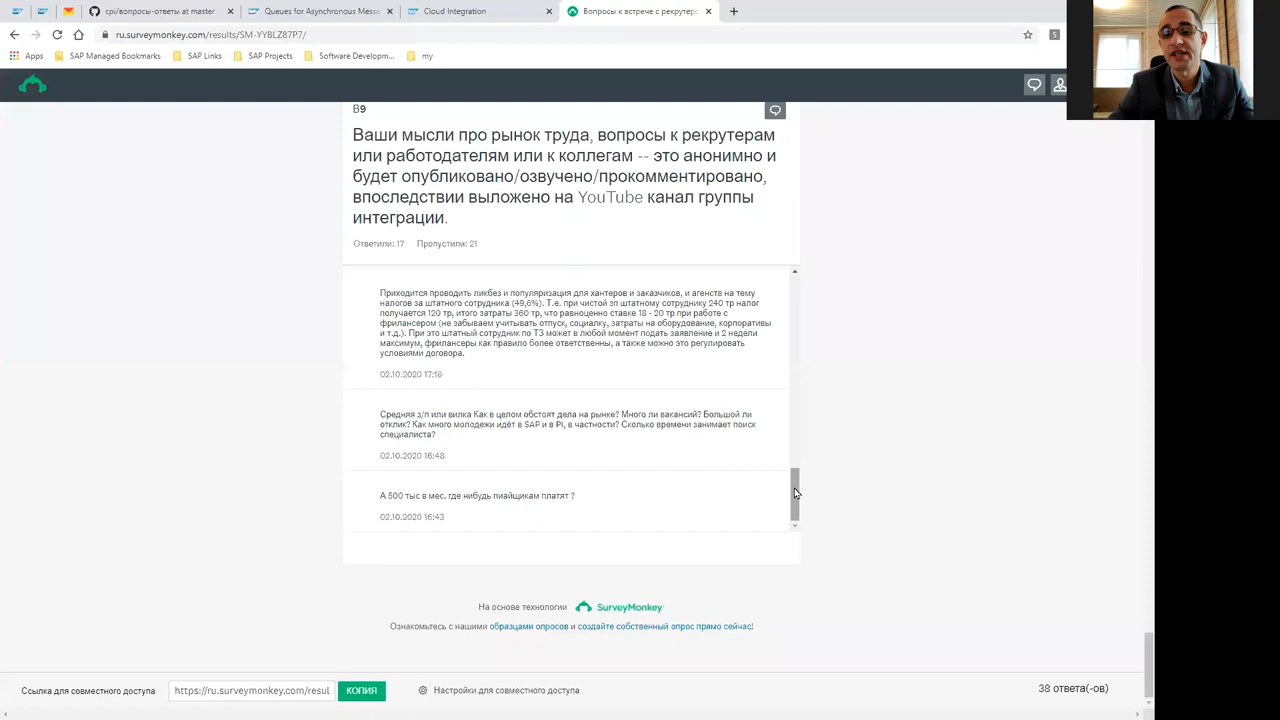 cpi/вопросы-ответы at master
Queues for Asynchronous Messa
Cloud Integration
Вопросы к встрече с рекрутеро
ru.surveymonkey.com/results/SM-YYBLZ87P7/
Apps
SAP Managed Bookmarks
SAP Links
SAP Projects
Software Developm...
my
В9
Ваши мысли про рынок труда, вопросы к рекрутерам
или работодателям или к коллегам -- это анонимно и
будет опубликовано/озвучено/прокомментировано,
впоследствии выложено на YouTube канал группы
интеграции.
Ответили: 17 Пропустили: 21
Приходится проводить ликбез и популяризация для хантеров и заказчиков, и агенств на тему
налогов за штатного сотрудника (49,6%). Т.е. при чистой зп штатному сотруднику 240 тр налог
получается 120 тр, итого затраты 360 тр, что равноценно ставке 18 - 20 тр при работе с
фрилансером (не забываем учитывать отпуск, социалку, затраты на оборудование, корпоративы
и т.д.). При это штатный сотрудник по ТЗ может в любой момент подать заявление и 2 недели
максимум, фрилансеры как правило более ответственны, а также можно это регулировать
условиями договора.
02.10.2020 17:18
Средняя з/п или вилка Как в целом обстоят дела на рынке? Много ли вакансий? Большой ли
отклик? Как много молодежи идёт в SAP и в PI, в частности? Сколько времени занимает поиск
специалиста?
02.10.2020 16:48
А 500 тыс в мес. где нибудь пиайщикам платят ?
02.10.2020 16:43
На основе технологии SurveyMonkey
Ознакомьтесь с нашими образцами опросов и создайте собственный опрос прямо сейчас!
Ссылка для совместного доступа
https://ru.surveymonkey.com/resul
КОПИЯ
Настройки для совместного доступа
38 ответа(-ов)